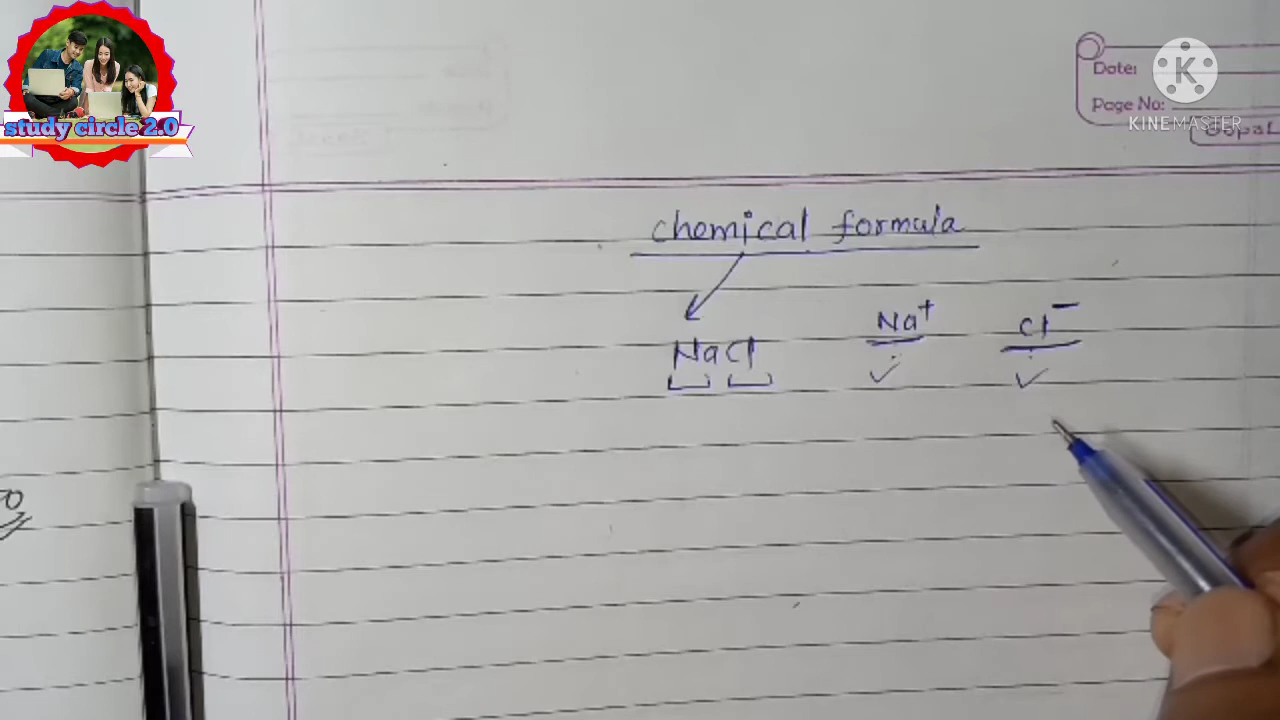 study circle 2.0
Date:
Page No:
KINEMASTER
chemical formula
Na⁺ Cl⁻
NaCl